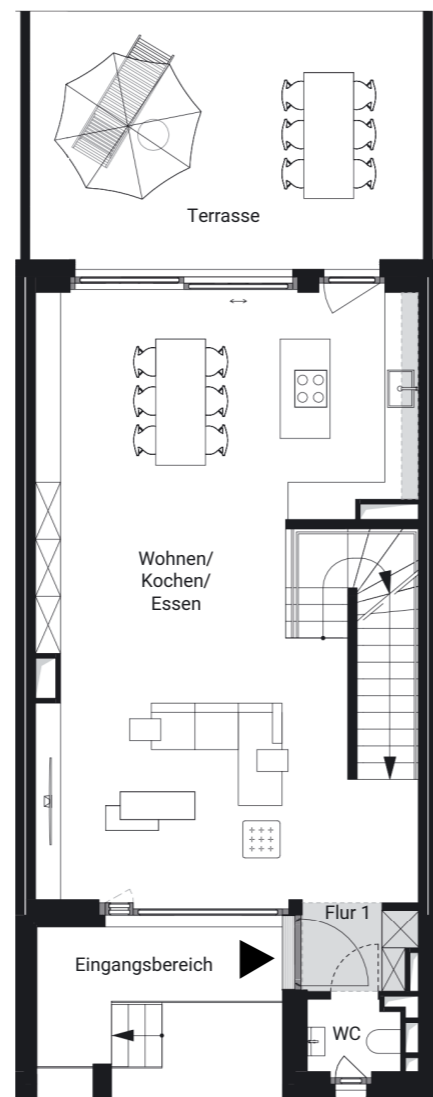 Terrasse
Wohnen/
Kochen/
Essen
Flur 1
Eingangsbereich
WC